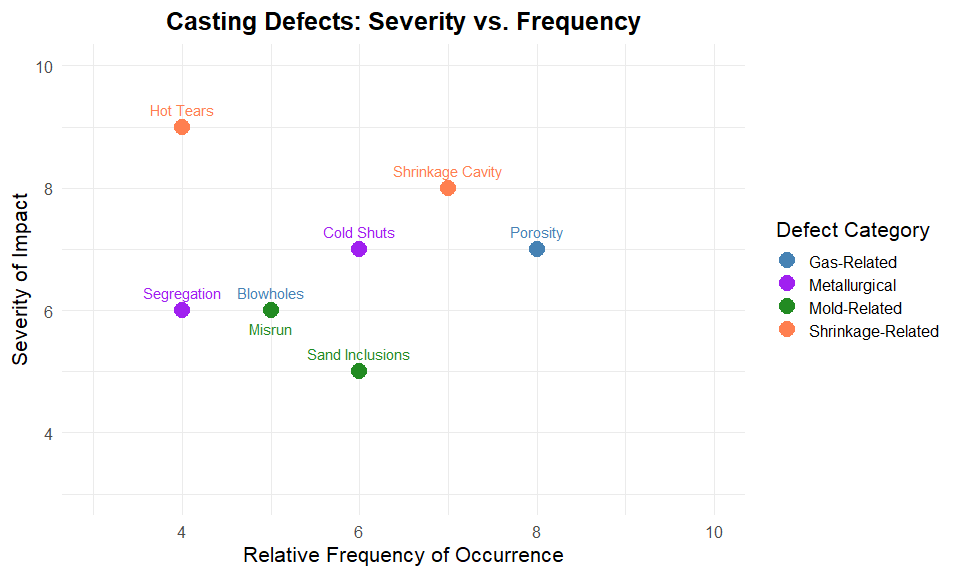 Casting Defects: Severity vs. Frequency
10
8
6
4
Severity of Impact
Hot Tears
Shrinkage Cavity
Cold Shuts
Porosity
Segregation
Blowholes
Misrun
Sand Inclusions
4
6
8
10
Relative Frequency of Occurrence
Defect Category
Gas-Related
Metallurgical
Mold-Related
Shrinkage-Related